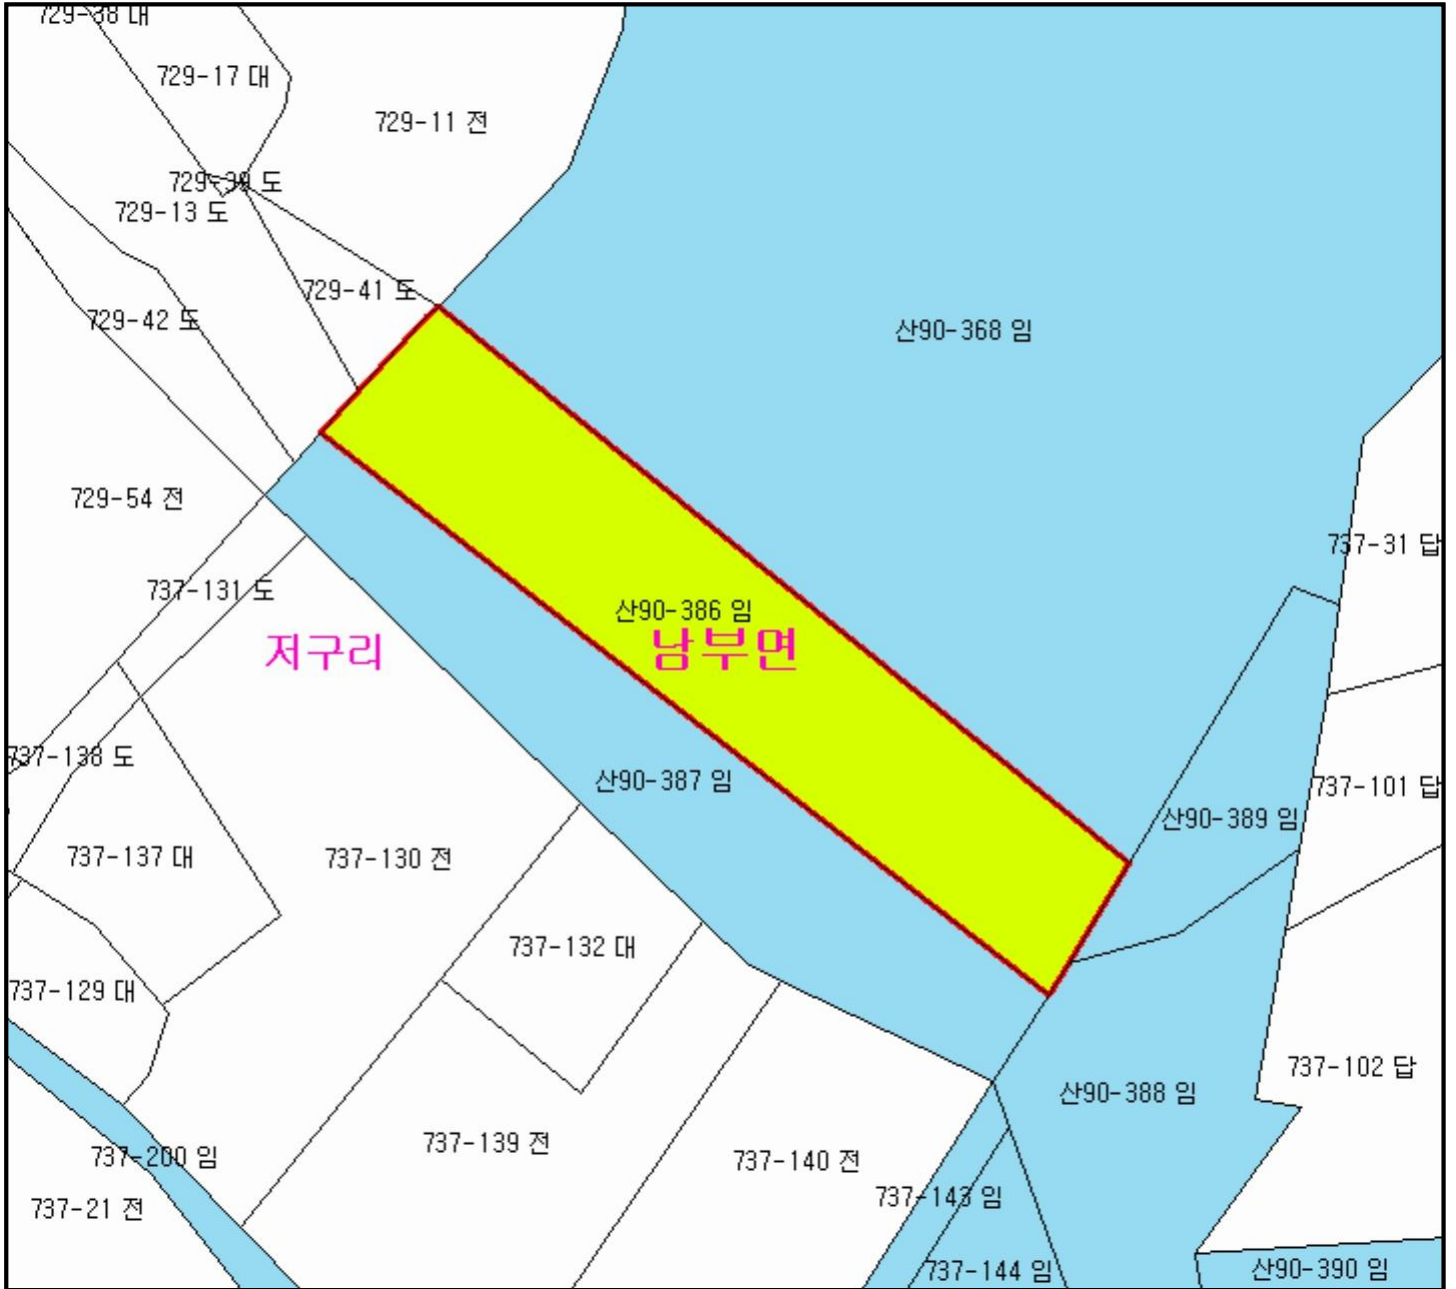 729-38 대
729-17 대
729-11 전
729-39 도
729-13 도
729-41 도
729-42 도
산90-368 임
729-54 전
737-31 답
737-131 도
산90-386 임
저구리
남부면
737-138 도
산90-387 임
737-101 답
산90-389 임
737-137 대
737-130 전
737-132 대
737-129 대
737-102 답
산90-388 임
737-139 전
737-200 임
737-140 전
737-143 임
737-21 전
737-144 임
산90-390 임